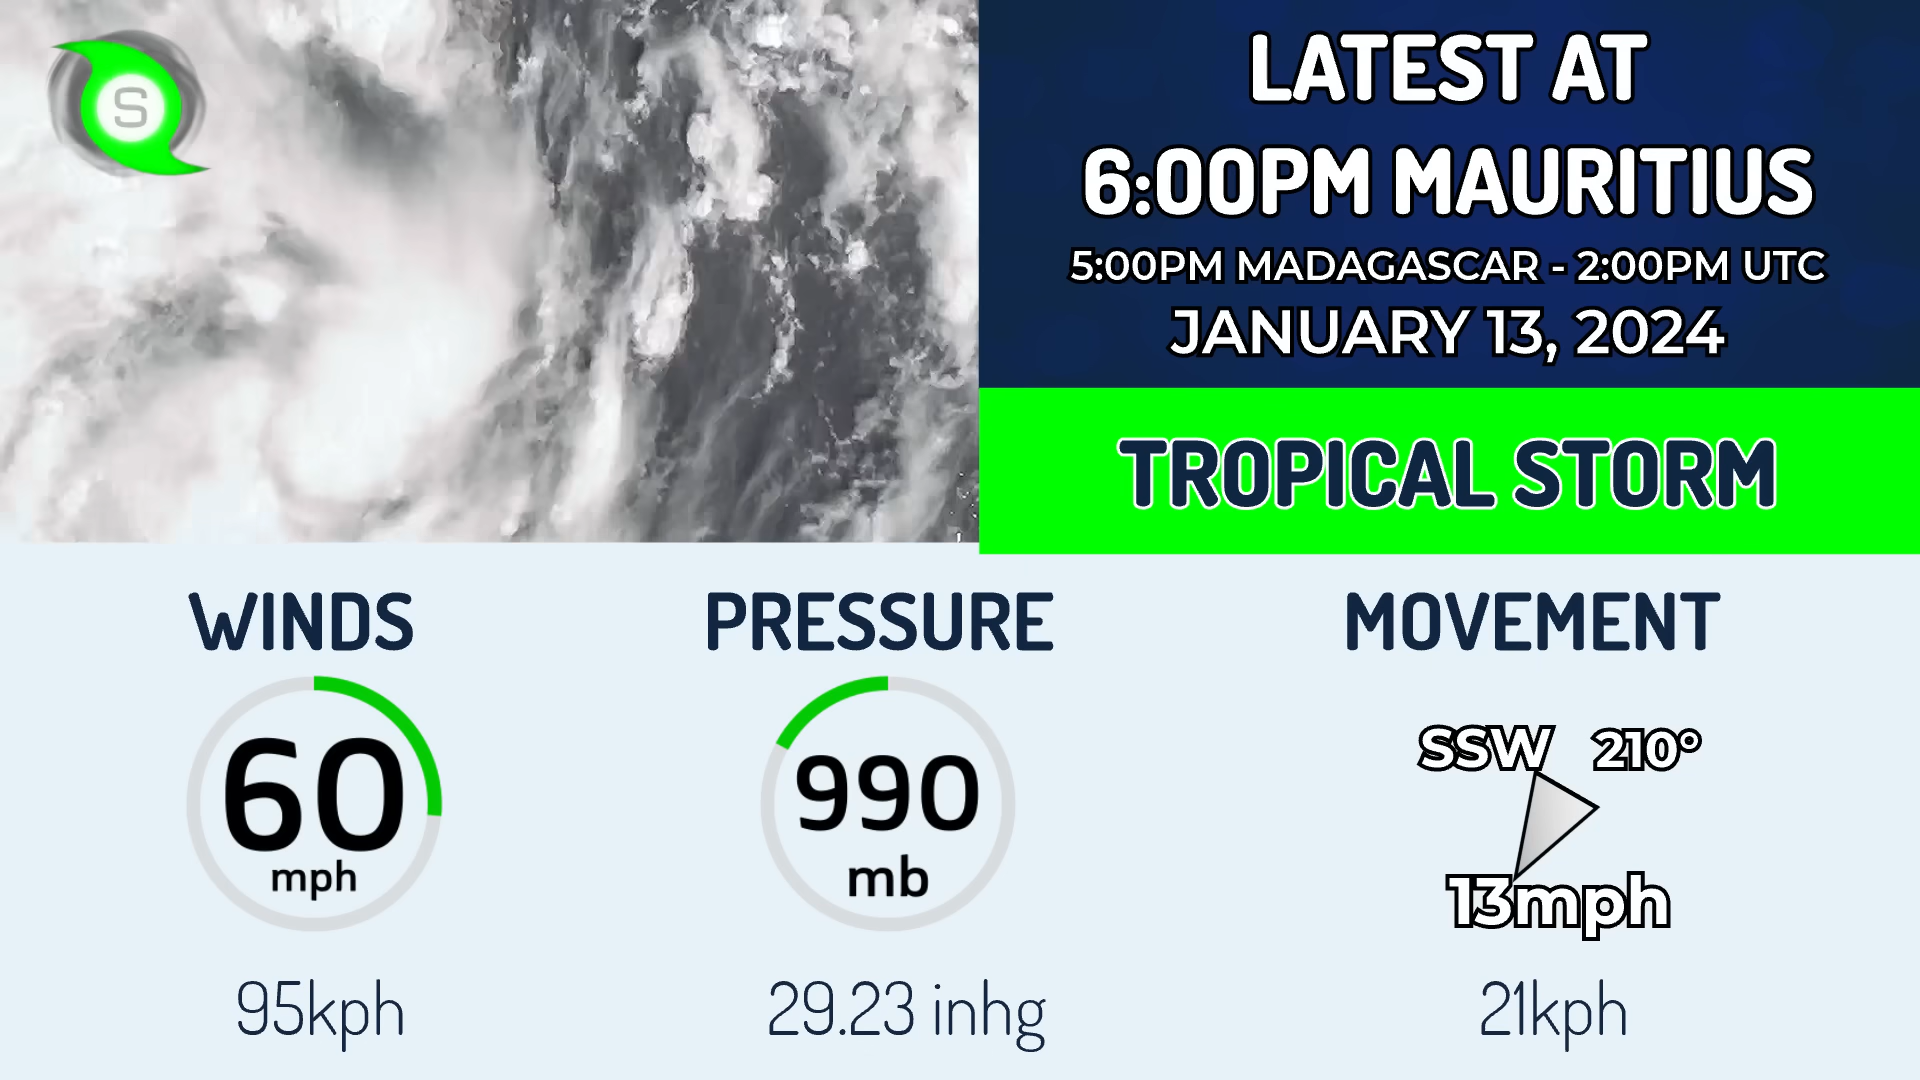 S
LATEST AT
6:00PM MAURITIUS
5:00PM MADAGASCAR - 2:00PM UTC
JANUARY 13, 2024
TROPICAL STORM
WINDS
60
mph
95kph
PRESSURE
990
mb
29.23 inhg
MOVEMENT
SSW 210°
13mph
21kph